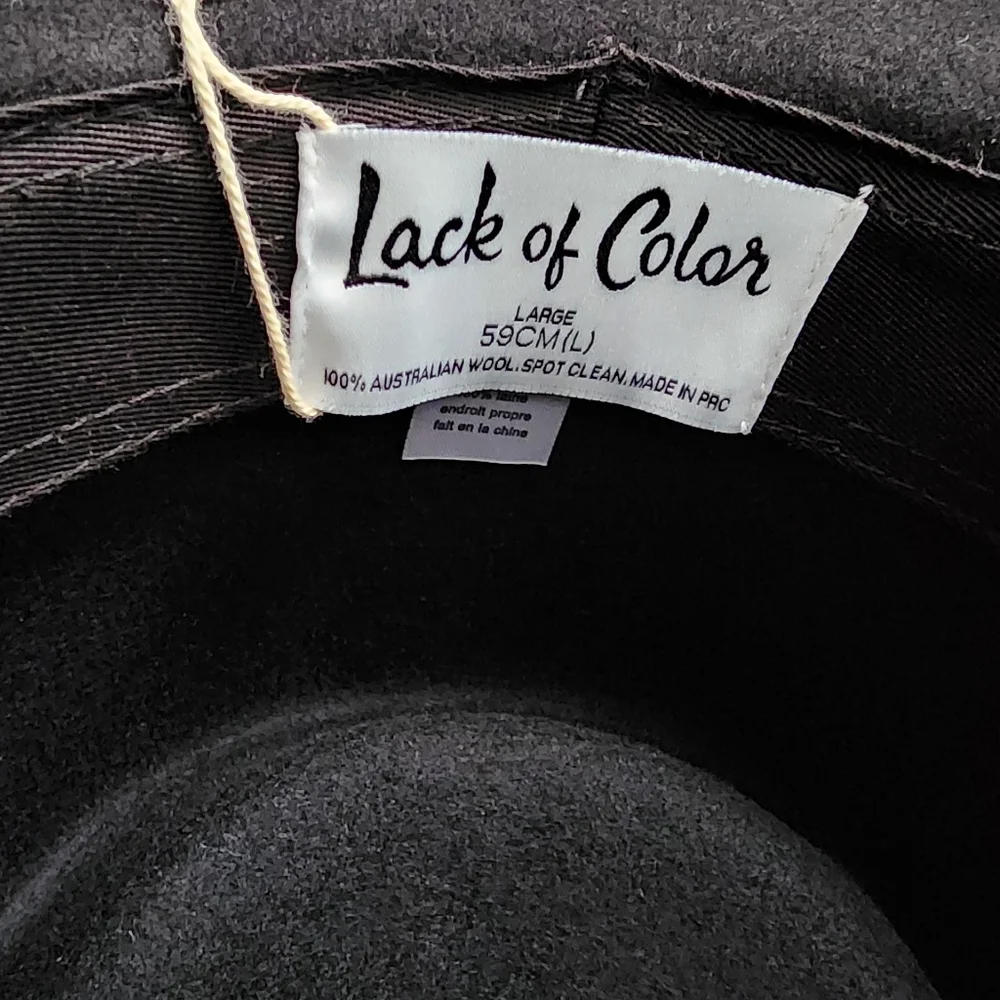 Lack of Color
LARGE
59CM(L)
100% AUSTRALIAN WOOL.SPOT CLEAN.MADE IN PRC
laine
endroit propre
fait en la chine